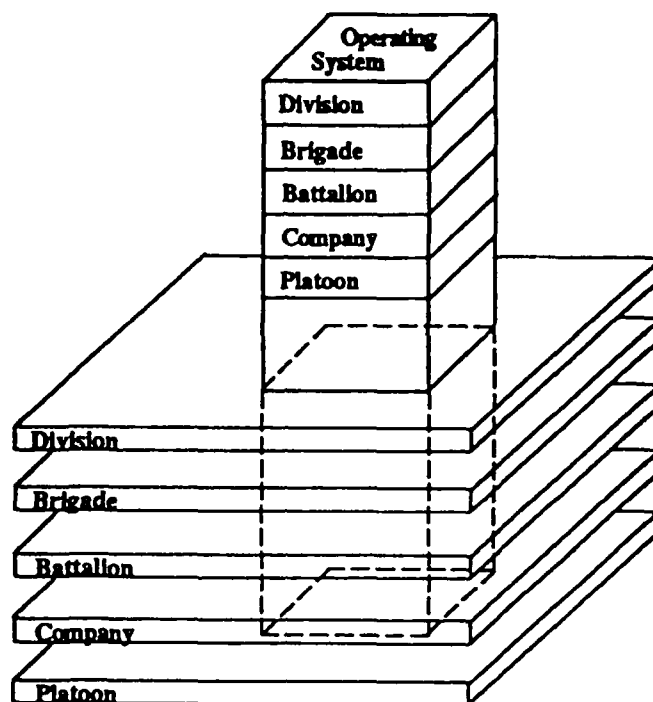 Operating
System
Division
Brigade
Battalion
Company
Platoon
Division
Brigade
Battalion
Company
Platoon